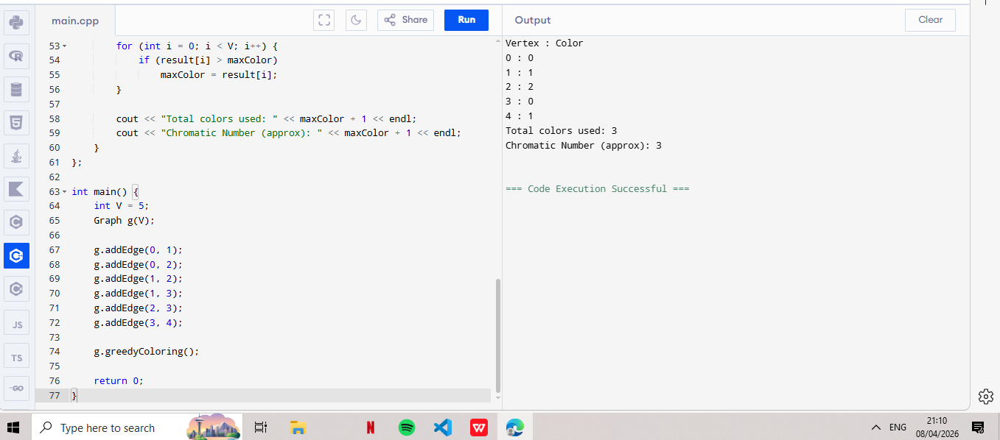 main.cpp
Share
Run
Output
Clear
53        for (int i = 0; i < V; i++) {
54            if (result[i] > maxColor)
55                maxColor = result[i];
56        }
57
58        cout << "Total colors used: " << maxColor + 1 << endl;
59        cout << "Chromatic Number (approx): " << maxColor + 1 << endl;
60    }
61 };
62
63 int main() {
64    int V = 5;
65    Graph g(V);
66
67    g.addEdge(0, 1);
68    g.addEdge(0, 2);
69    g.addEdge(1, 2);
70    g.addEdge(1, 3);
71    g.addEdge(2, 3);
72    g.addEdge(3, 4);
73
74    g.greedyColoring();
75
76    return 0;
77 }
Vertex : Color
0 : 0
1 : 1
2 : 2
3 : 0
4 : 1
Total colors used: 3
Chromatic Number (approx): 3
=== Code Execution Successful ===
JS
TS
GO
Type here to search
N
W
ENG
21:10
08/04/2026